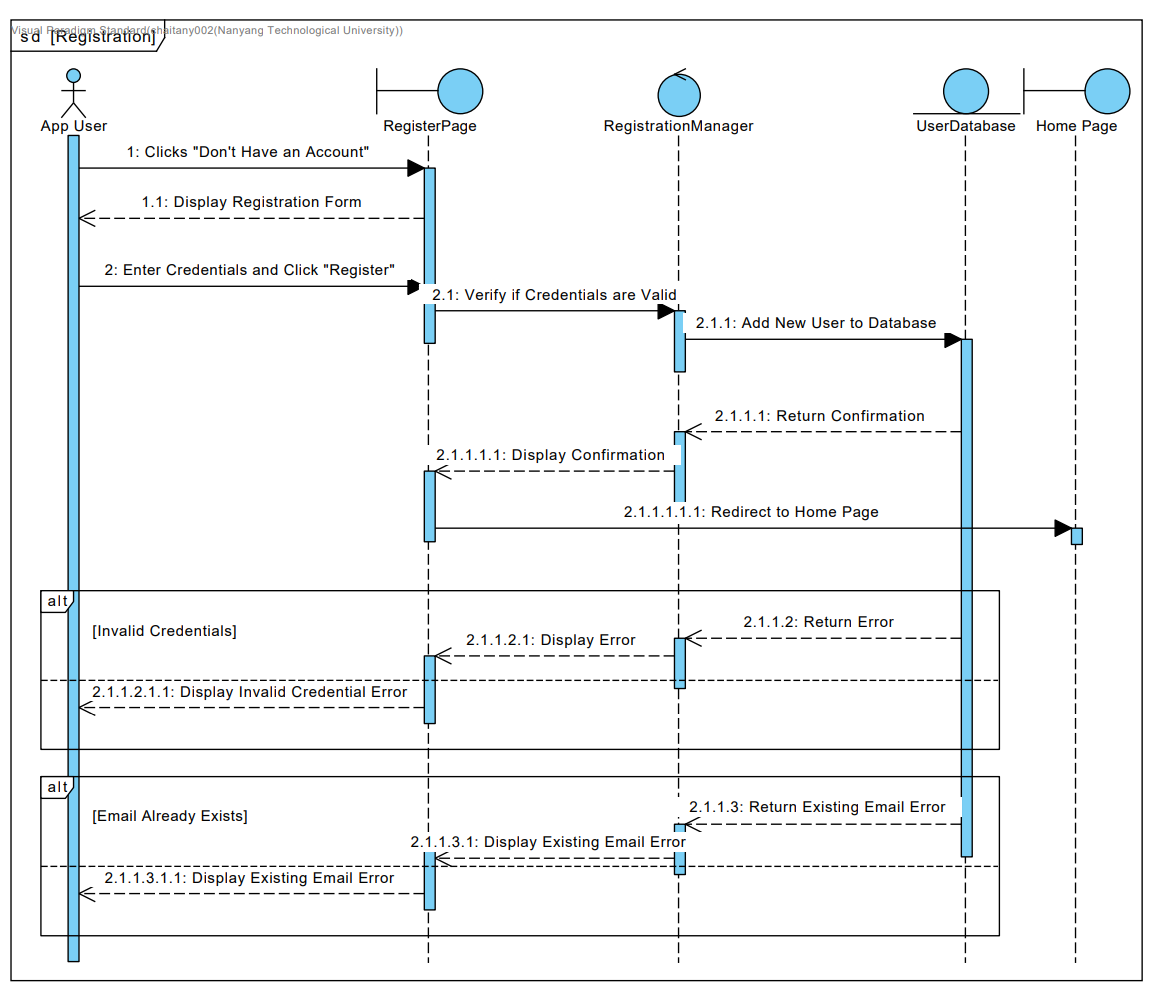 Visual Paradigm Standard(chaitany002(Nanyang Technological University))
sd [Registration]
App User
RegisterPage
RegistrationManager
UserDatabase
Home Page
1: Clicks "Don't Have an Account"
1.1: Display Registration Form
2: Enter Credentials and Click "Register"
2.1: Verify if Credentials are Valid
2.1.1: Add New User to Database
2.1.1.1: Return Confirmation
2.1.1.1.1: Display Confirmation
2.1.1.1.1.1: Redirect to Home Page
alt
[Invalid Credentials]
2.1.1.2: Return Error
2.1.1.2.1: Display Error
2.1.1.2.1.1: Display Invalid Credential Error
alt
[Email Already Exists]
2.1.1.3: Return Existing Email Error
2.1.1.3.1: Display Existing Email Error
2.1.1.3.1.1: Display Existing Email Error